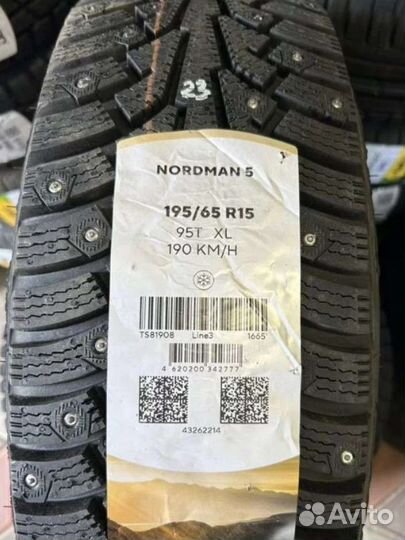 23
NORDMAN 5
195/65 R15
95T XL
190 KM/H
TS81908 Line3 1665
4 620200 342777
43262214
Avito